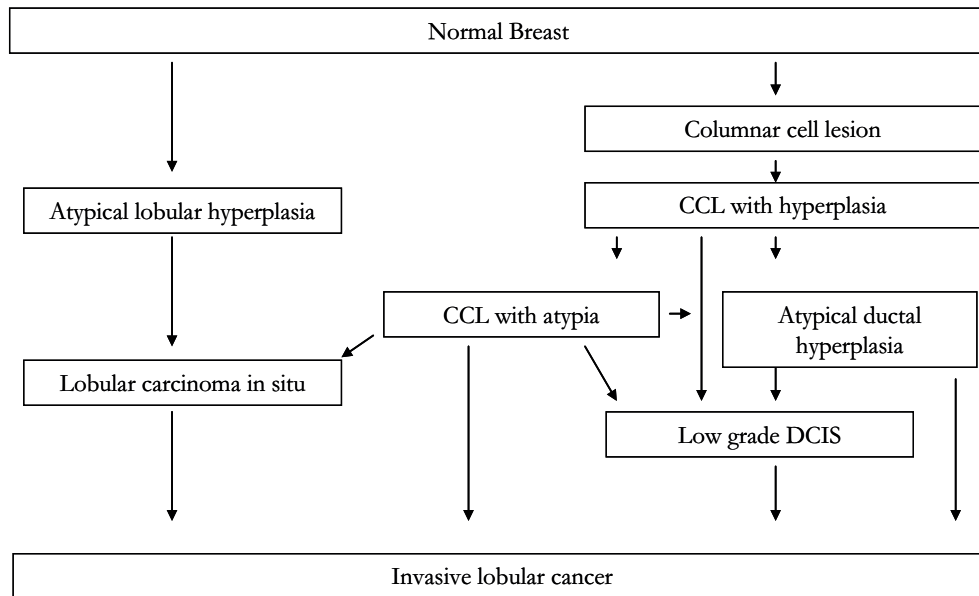 Normal Breast
Columnar cell lesion
Atypical lobular hyperplasia
CCL with hyperplasia
CCL with atypia
Atypical ductal
hyperplasia
Lobular carcinoma in situ
Low grade DCIS
Invasive lobular cancer